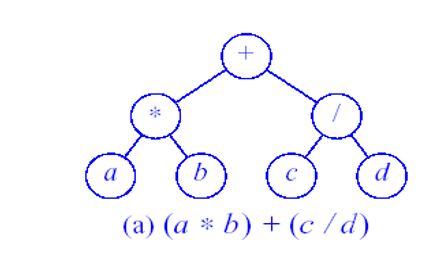 +
* /
a b c d
(a) (a * b) + (c / d)